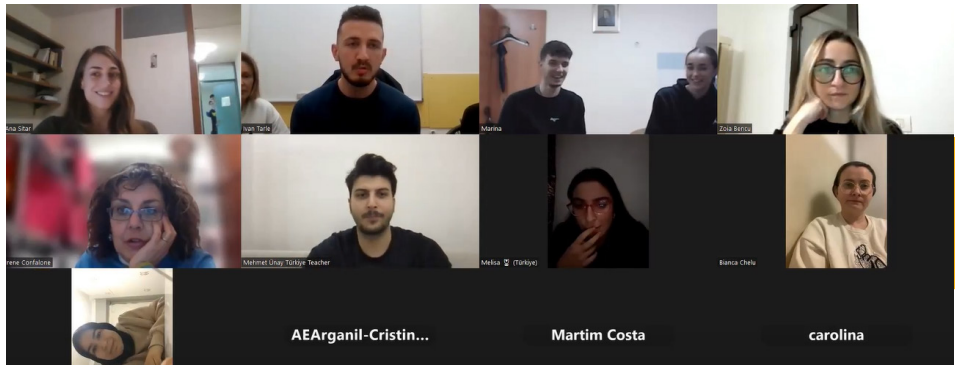 Ana Sitar
Ivan Tarle
Marina
Zoia Bencu
Irene Confalone
Mehmet Ünay Türkiye Teacher
Melisa (Türkiye)
Bianca Chelu
AEArganil-Cristin...
Martim Costa
carolina